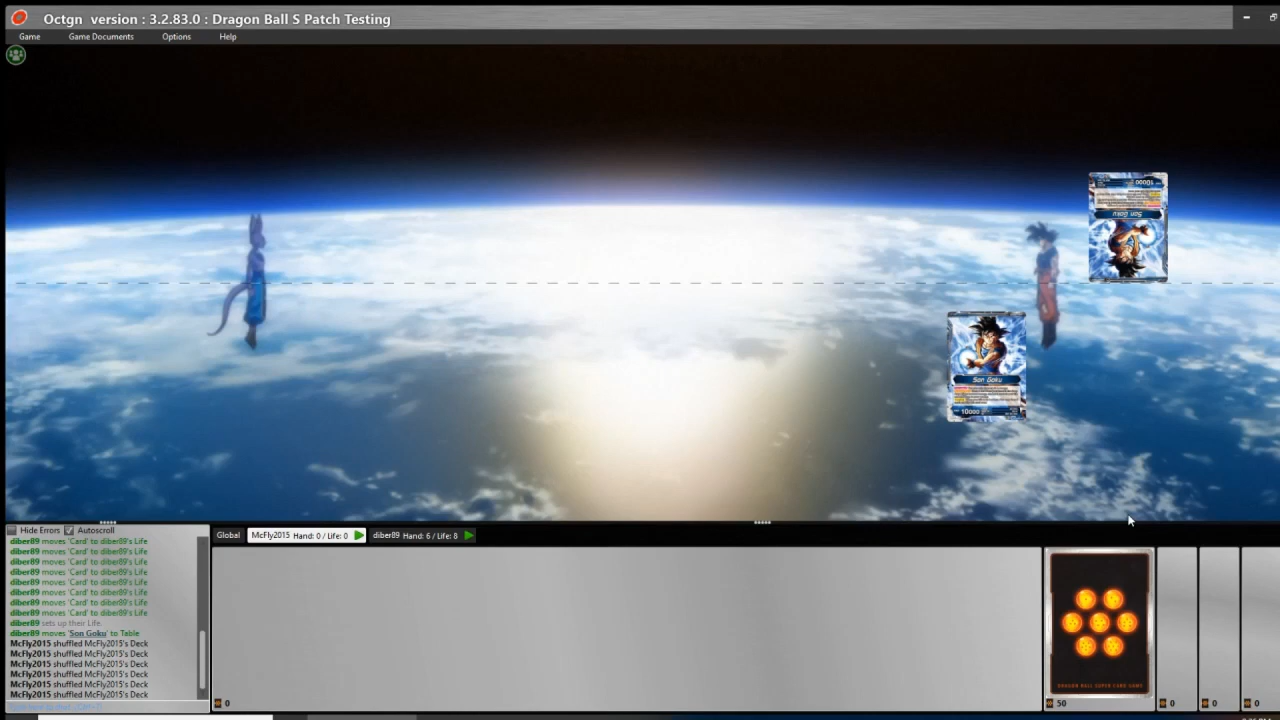 Octgn version : 3.2.83.0 : Dragon Ball S Patch Testing
Game Documents Options Help
Son Goku
10000
Son Goku
10000
Hide Errors Autoscroll
diber89 moves 'Card' to diber89's Life
diber89 moves 'Card' to diber89's Life
diber89 moves 'Card' to diber89's Life
diber89 moves 'Card' to diber89's Life
diber89 moves 'Card' to diber89's Life
diber89 moves 'Card' to diber89's Life
diber89 moves 'Card' to diber89's Life
diber89 moves 'Card' to diber89's Life
diber89 sets up their Life.
diber89 moves 'Son Goku' to Table
McFly2015 shuffled McFly2015's Deck
McFly2015 shuffled McFly2015's Deck
McFly2015 shuffled McFly2015's Deck
McFly2015 shuffled McFly2015's Deck
McFly2015 shuffled McFly2015's Deck
McFly2015 shuffled McFly2015's Deck
Global McFly2015 Hand: 0 / Life: 0 diber89 Hand: 6 / Life: 8
DRAGON BALL SUPER CARD GAME
0 50 0 0 0